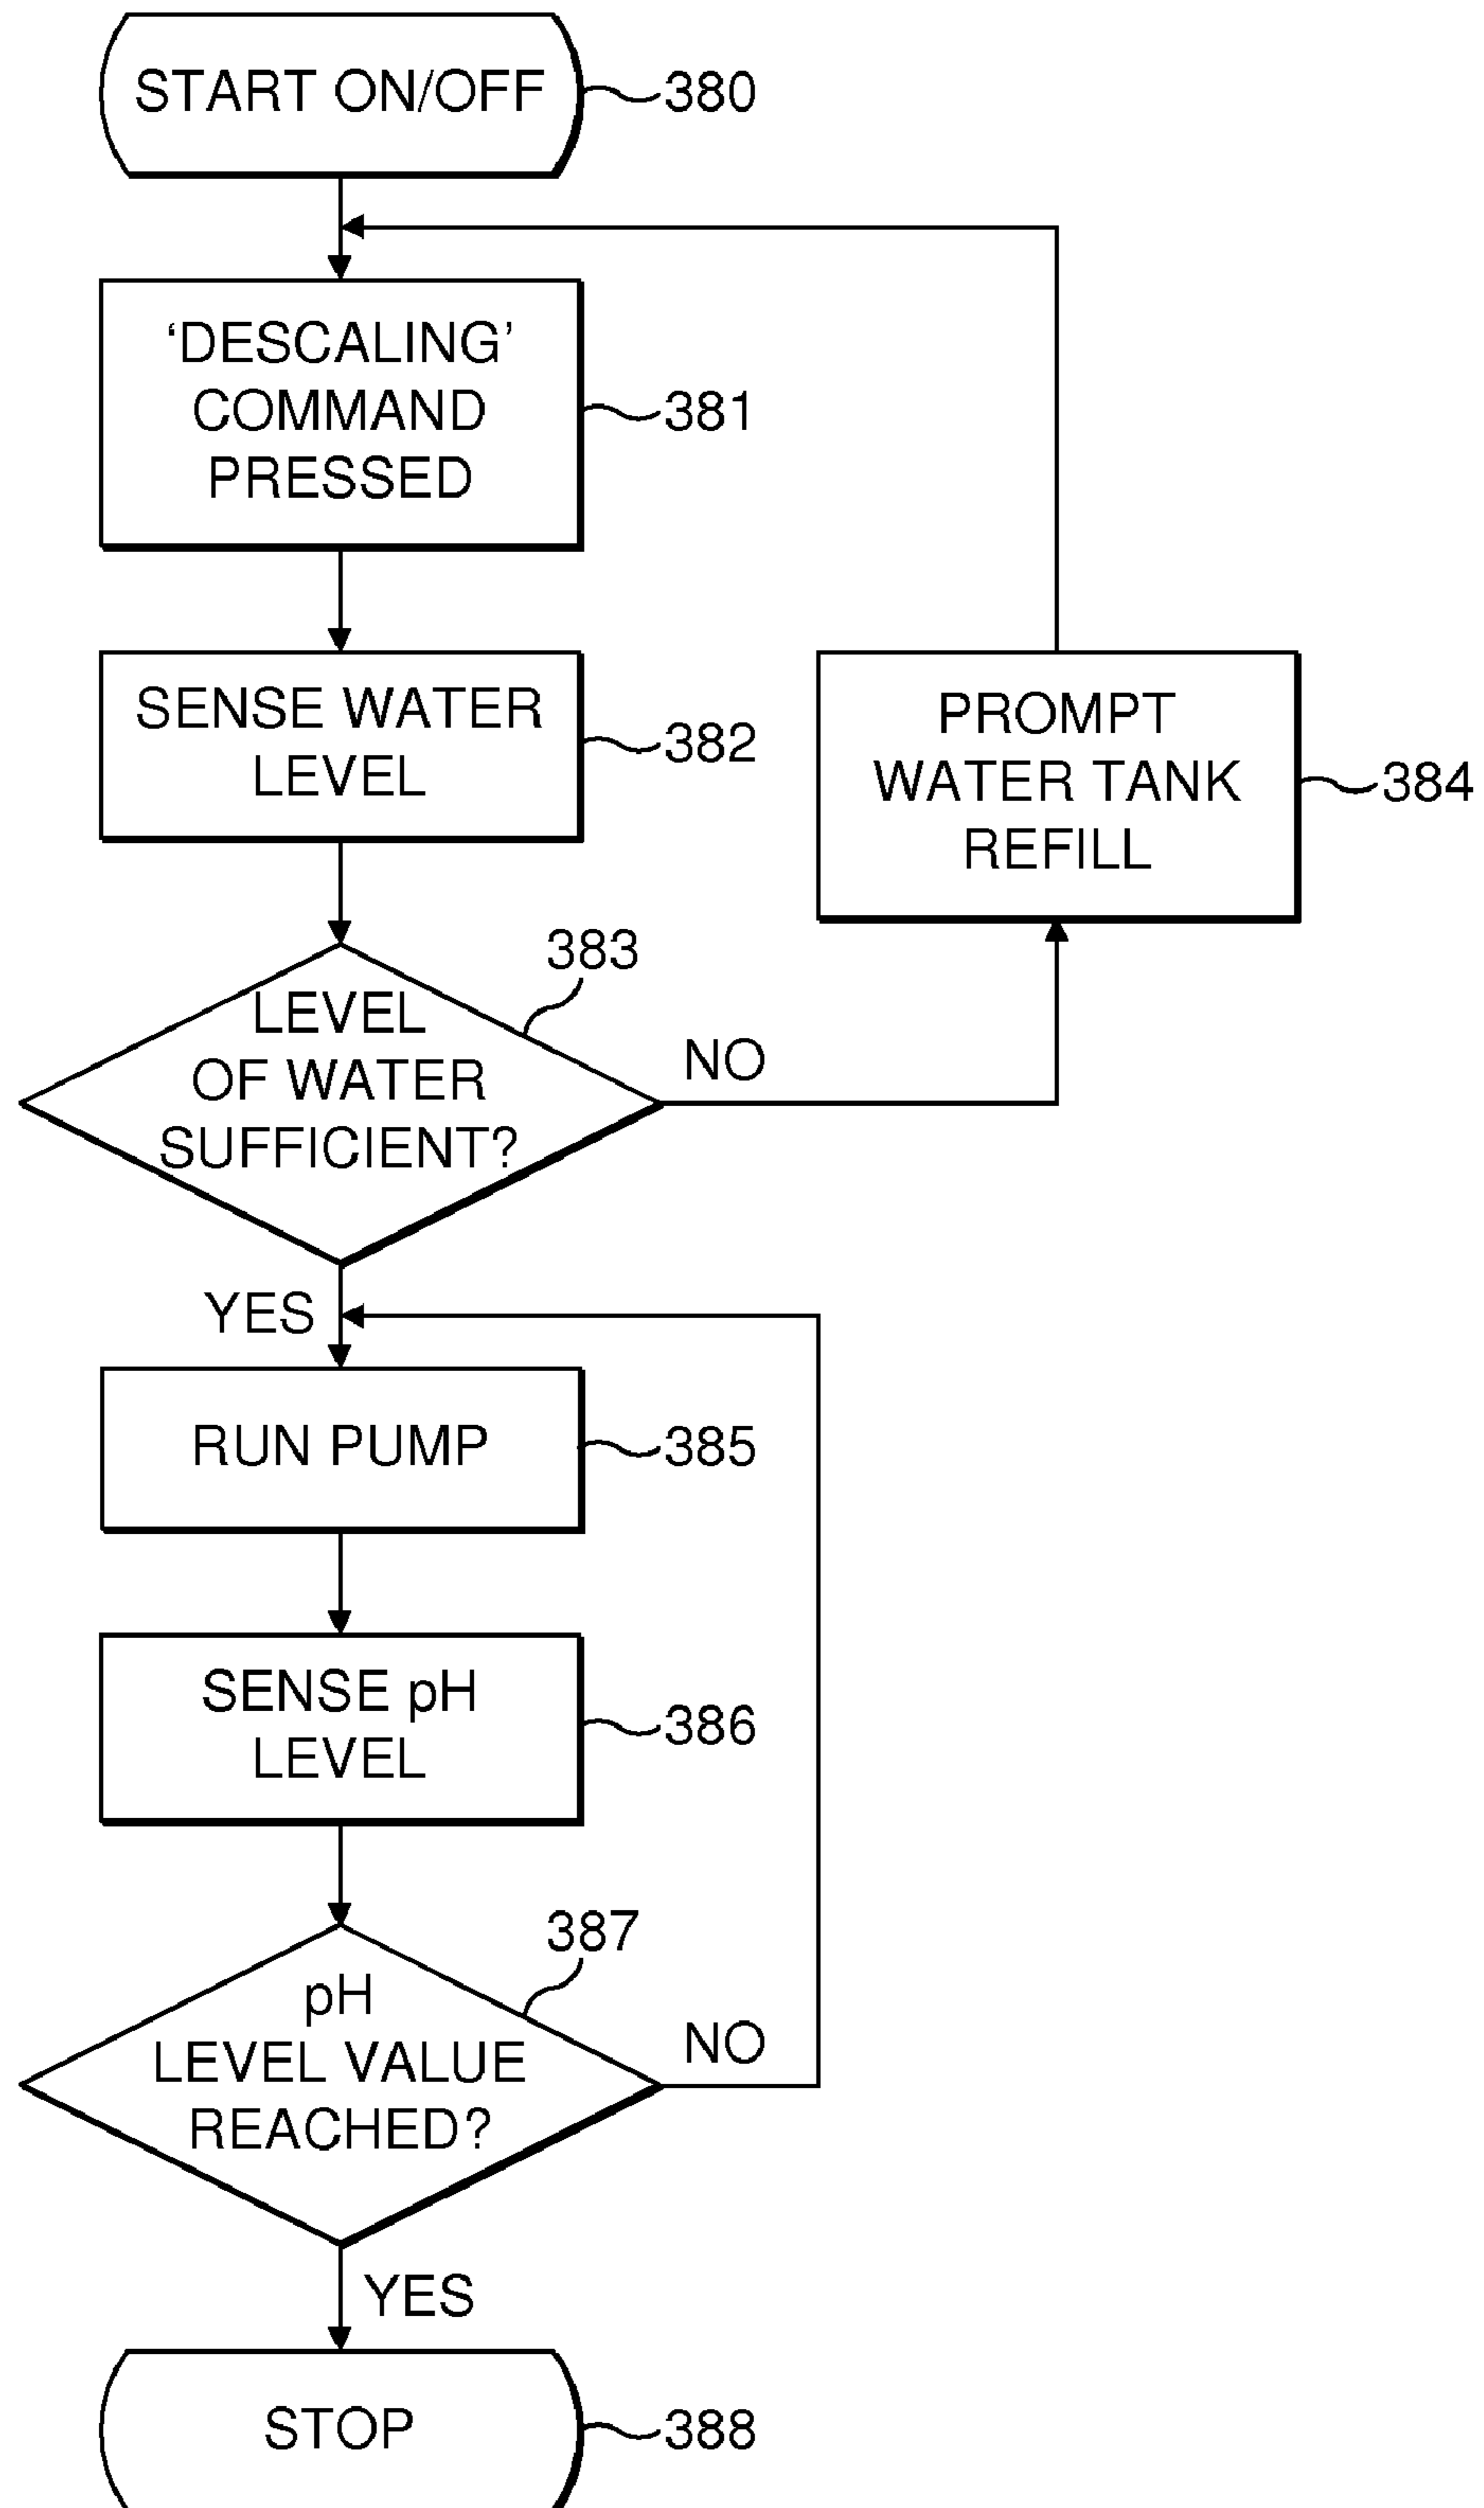 START ON/OFF
380
‘DESCALING’
COMMAND
PRESSED
381
SENSE WATER
LEVEL
382
PROMPT
WATER TANK
REFILL
384
383
LEVEL
OF WATER
SUFFICIENT?
NO
YES
RUN PUMP
385
SENSE pH
LEVEL
386
387
pH
LEVEL VALUE
REACHED?
NO
YES
STOP
388